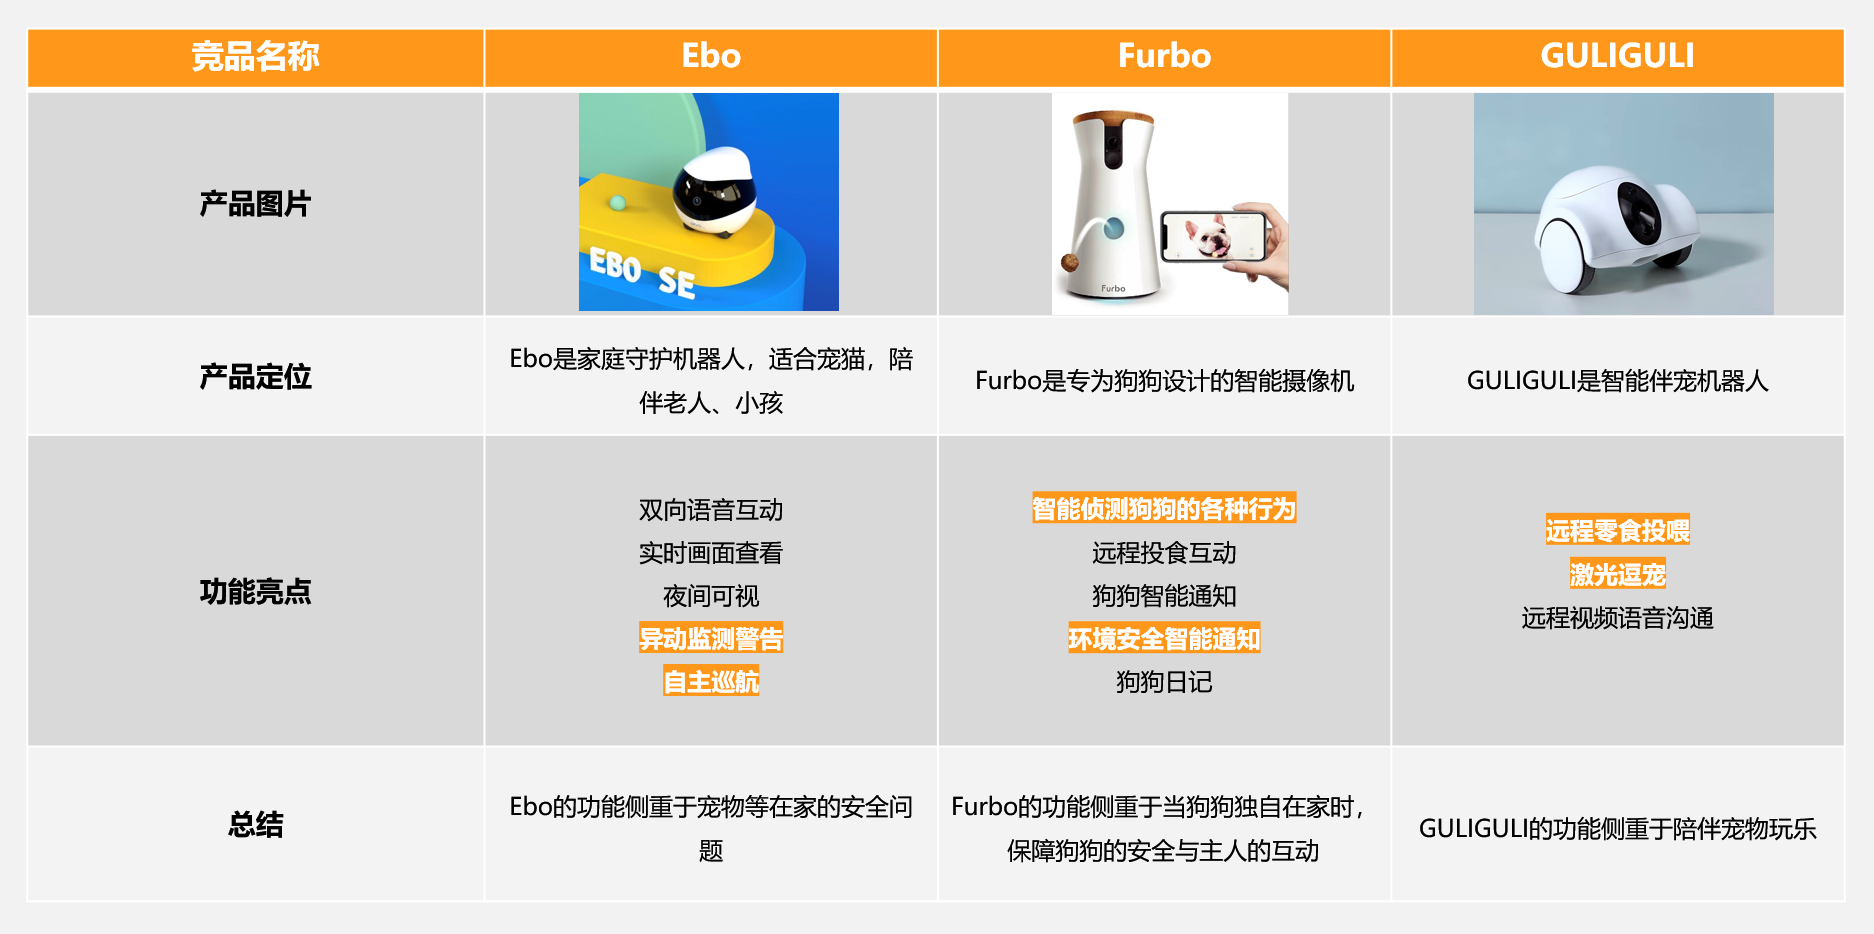 竞品名称
Ebo
Furbo
GULIGULI
产品图片
EBO SE
Furbo
产品定位
Ebo是家庭守护机器人，适合宠猫，陪
伴老人、小孩
Furbo是专为狗狗设计的智能摄像机
GULIGULI是智能伴宠机器人
功能亮点
双向语音互动
实时画面查看
夜间可视
异动监测警告
自主巡航
智能侦测狗狗的各种行为
远程投食互动
狗狗智能通知
环境安全智能通知
狗狗日记
远程零食投喂
激光逗宠
远程视频语音沟通
总结
Ebo的功能侧重于宠物等在家的安全问
题
Furbo的功能侧重于当狗狗独自在家时，
保障狗狗的安全与主人的互动
GULIGULI的功能侧重于陪伴宠物玩乐